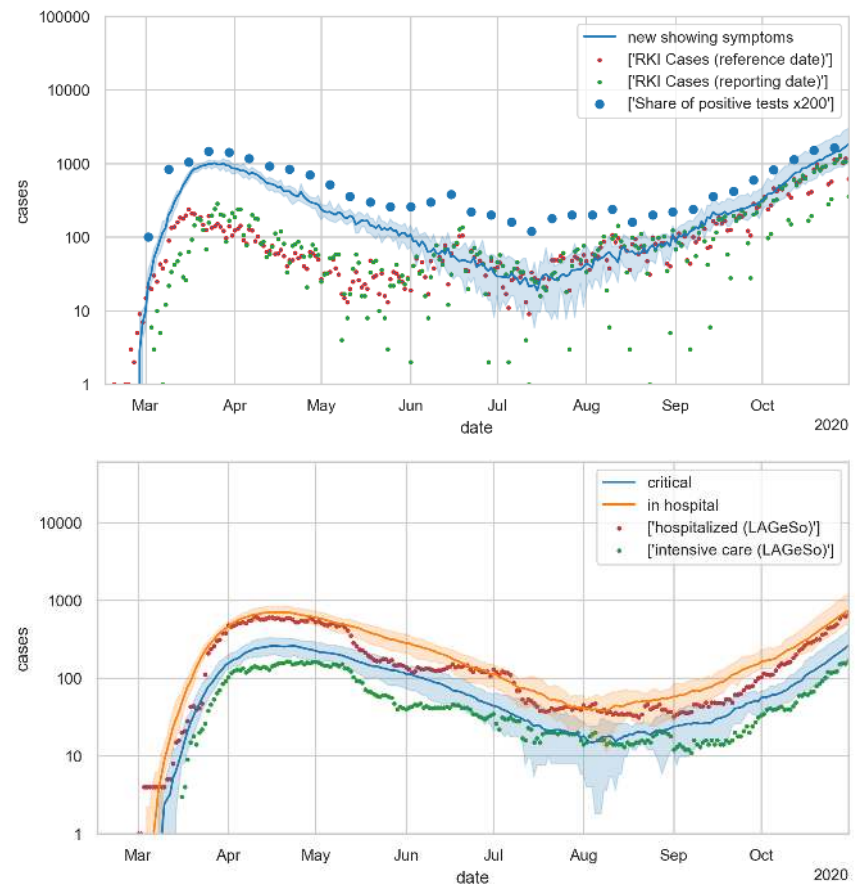 100000
10000
1000
100
10
1
cases
new showing symptoms
['RKI Cases (reference date)']
['RKI Cases (reporting date)']
['Share of positive tests x200']
Mar Apr May Jun Jul Aug Sep Oct
date
2020
10000
1000
100
10
1
cases
critical
in hospital
['hospitalized (LAGeSo)']
['intensive care (LAGeSo)']
Mar Apr May Jun Jul Aug Sep Oct
date
2020